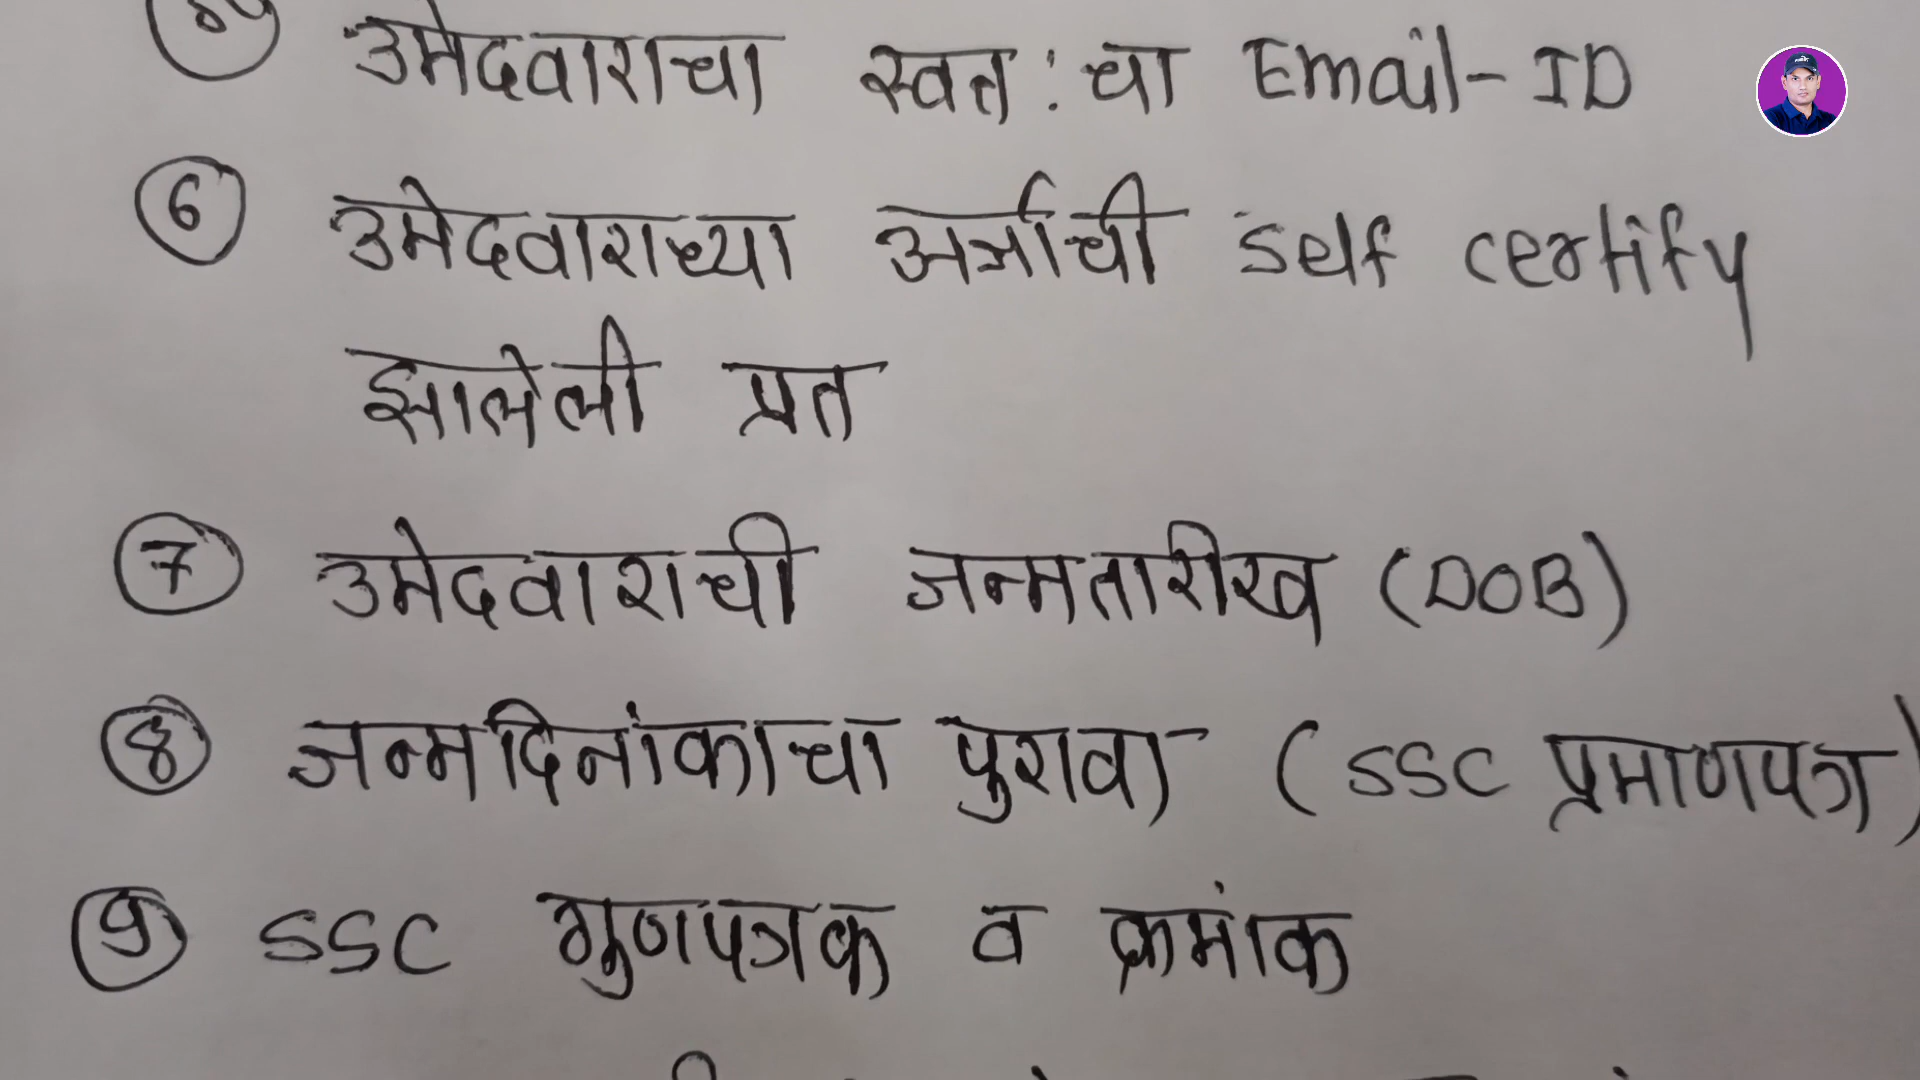 उमेदवाराचा स्वत:चा Email-ID
⑥ उमेदवाराच्या अर्जाची self certify
झालेली प्रत
⑦ उमेदवाराची जन्मतारीख (DOB)
⑧ जन्मदिनांकाचा पुरावा (SSC प्रमाणपत्र)
⑨ SSC गुणपत्रक व क्रमांक